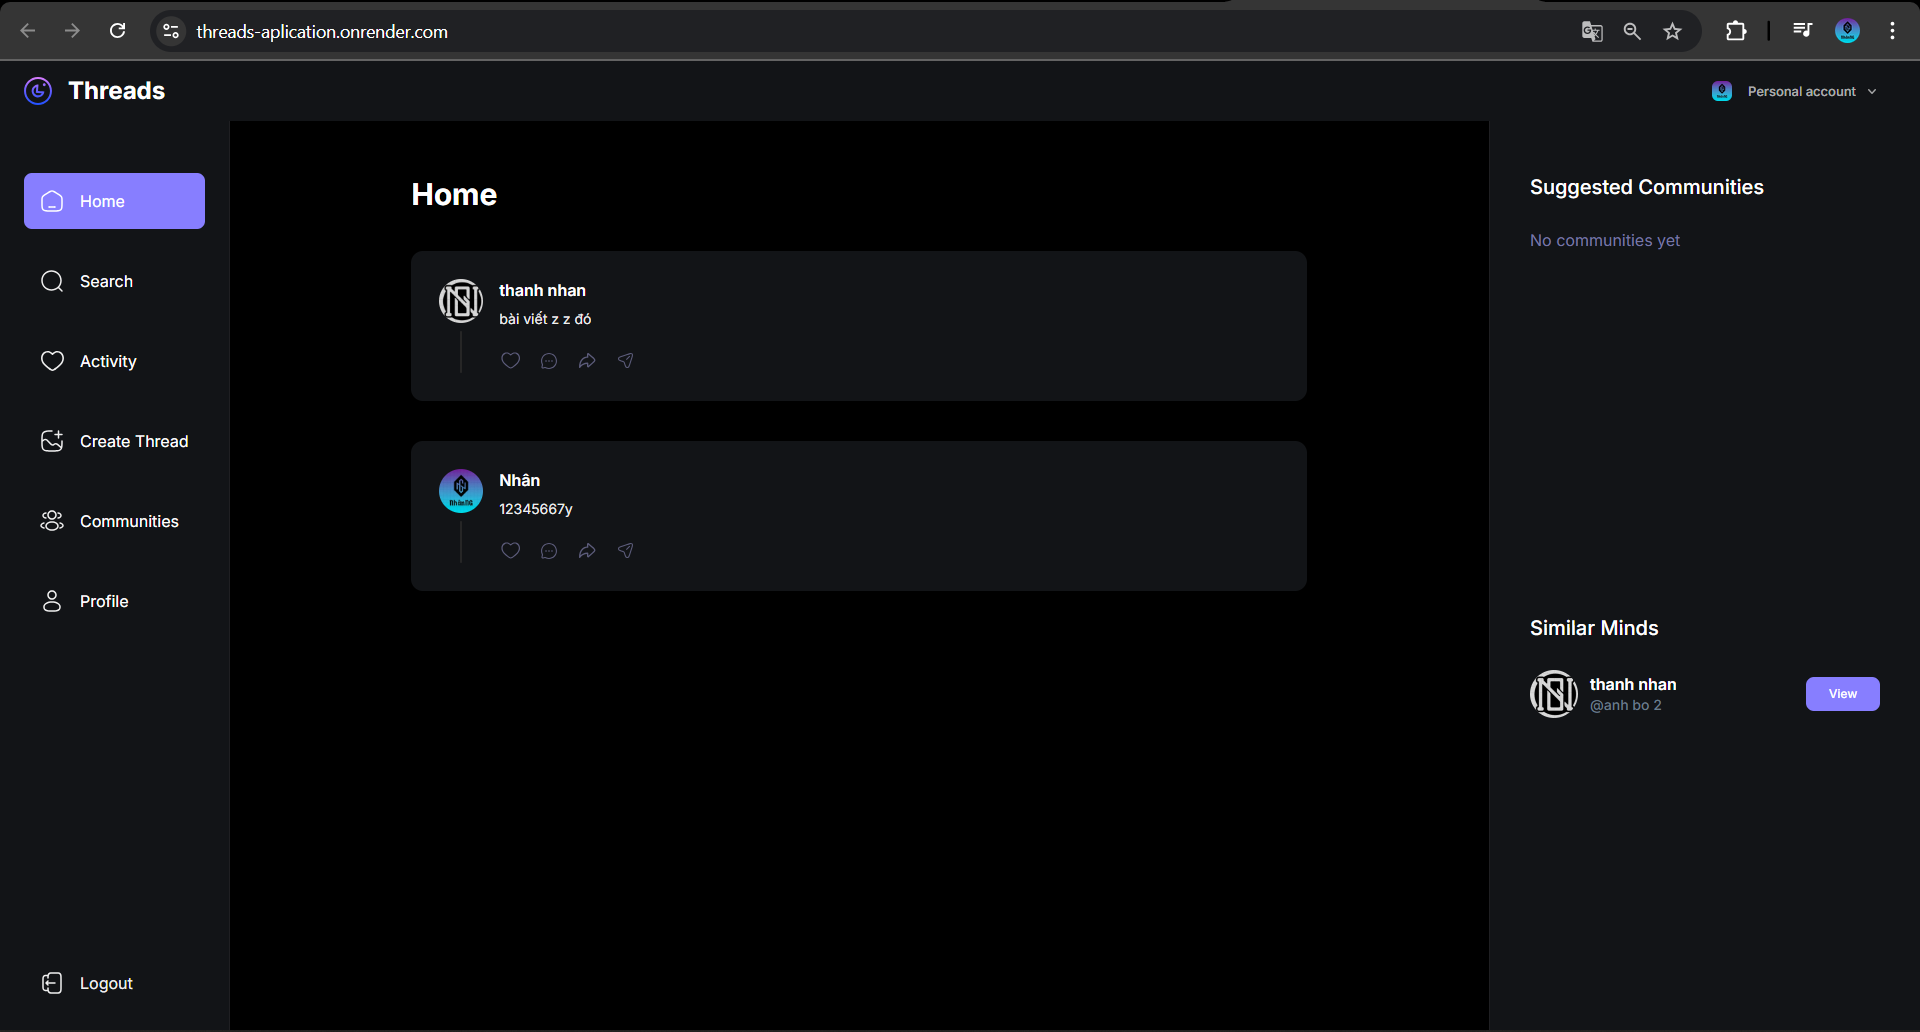 threads-aplication.onrender.com
Threads
Personal account
Home
Search
Activity
Create Thread
Communities
Profile
Logout
Home
thanh nhan
bài viết z z đó
Nhân
12345667y
Suggested Communities
No communities yet
Similar Minds
thanh nhan
@anh bo 2
View